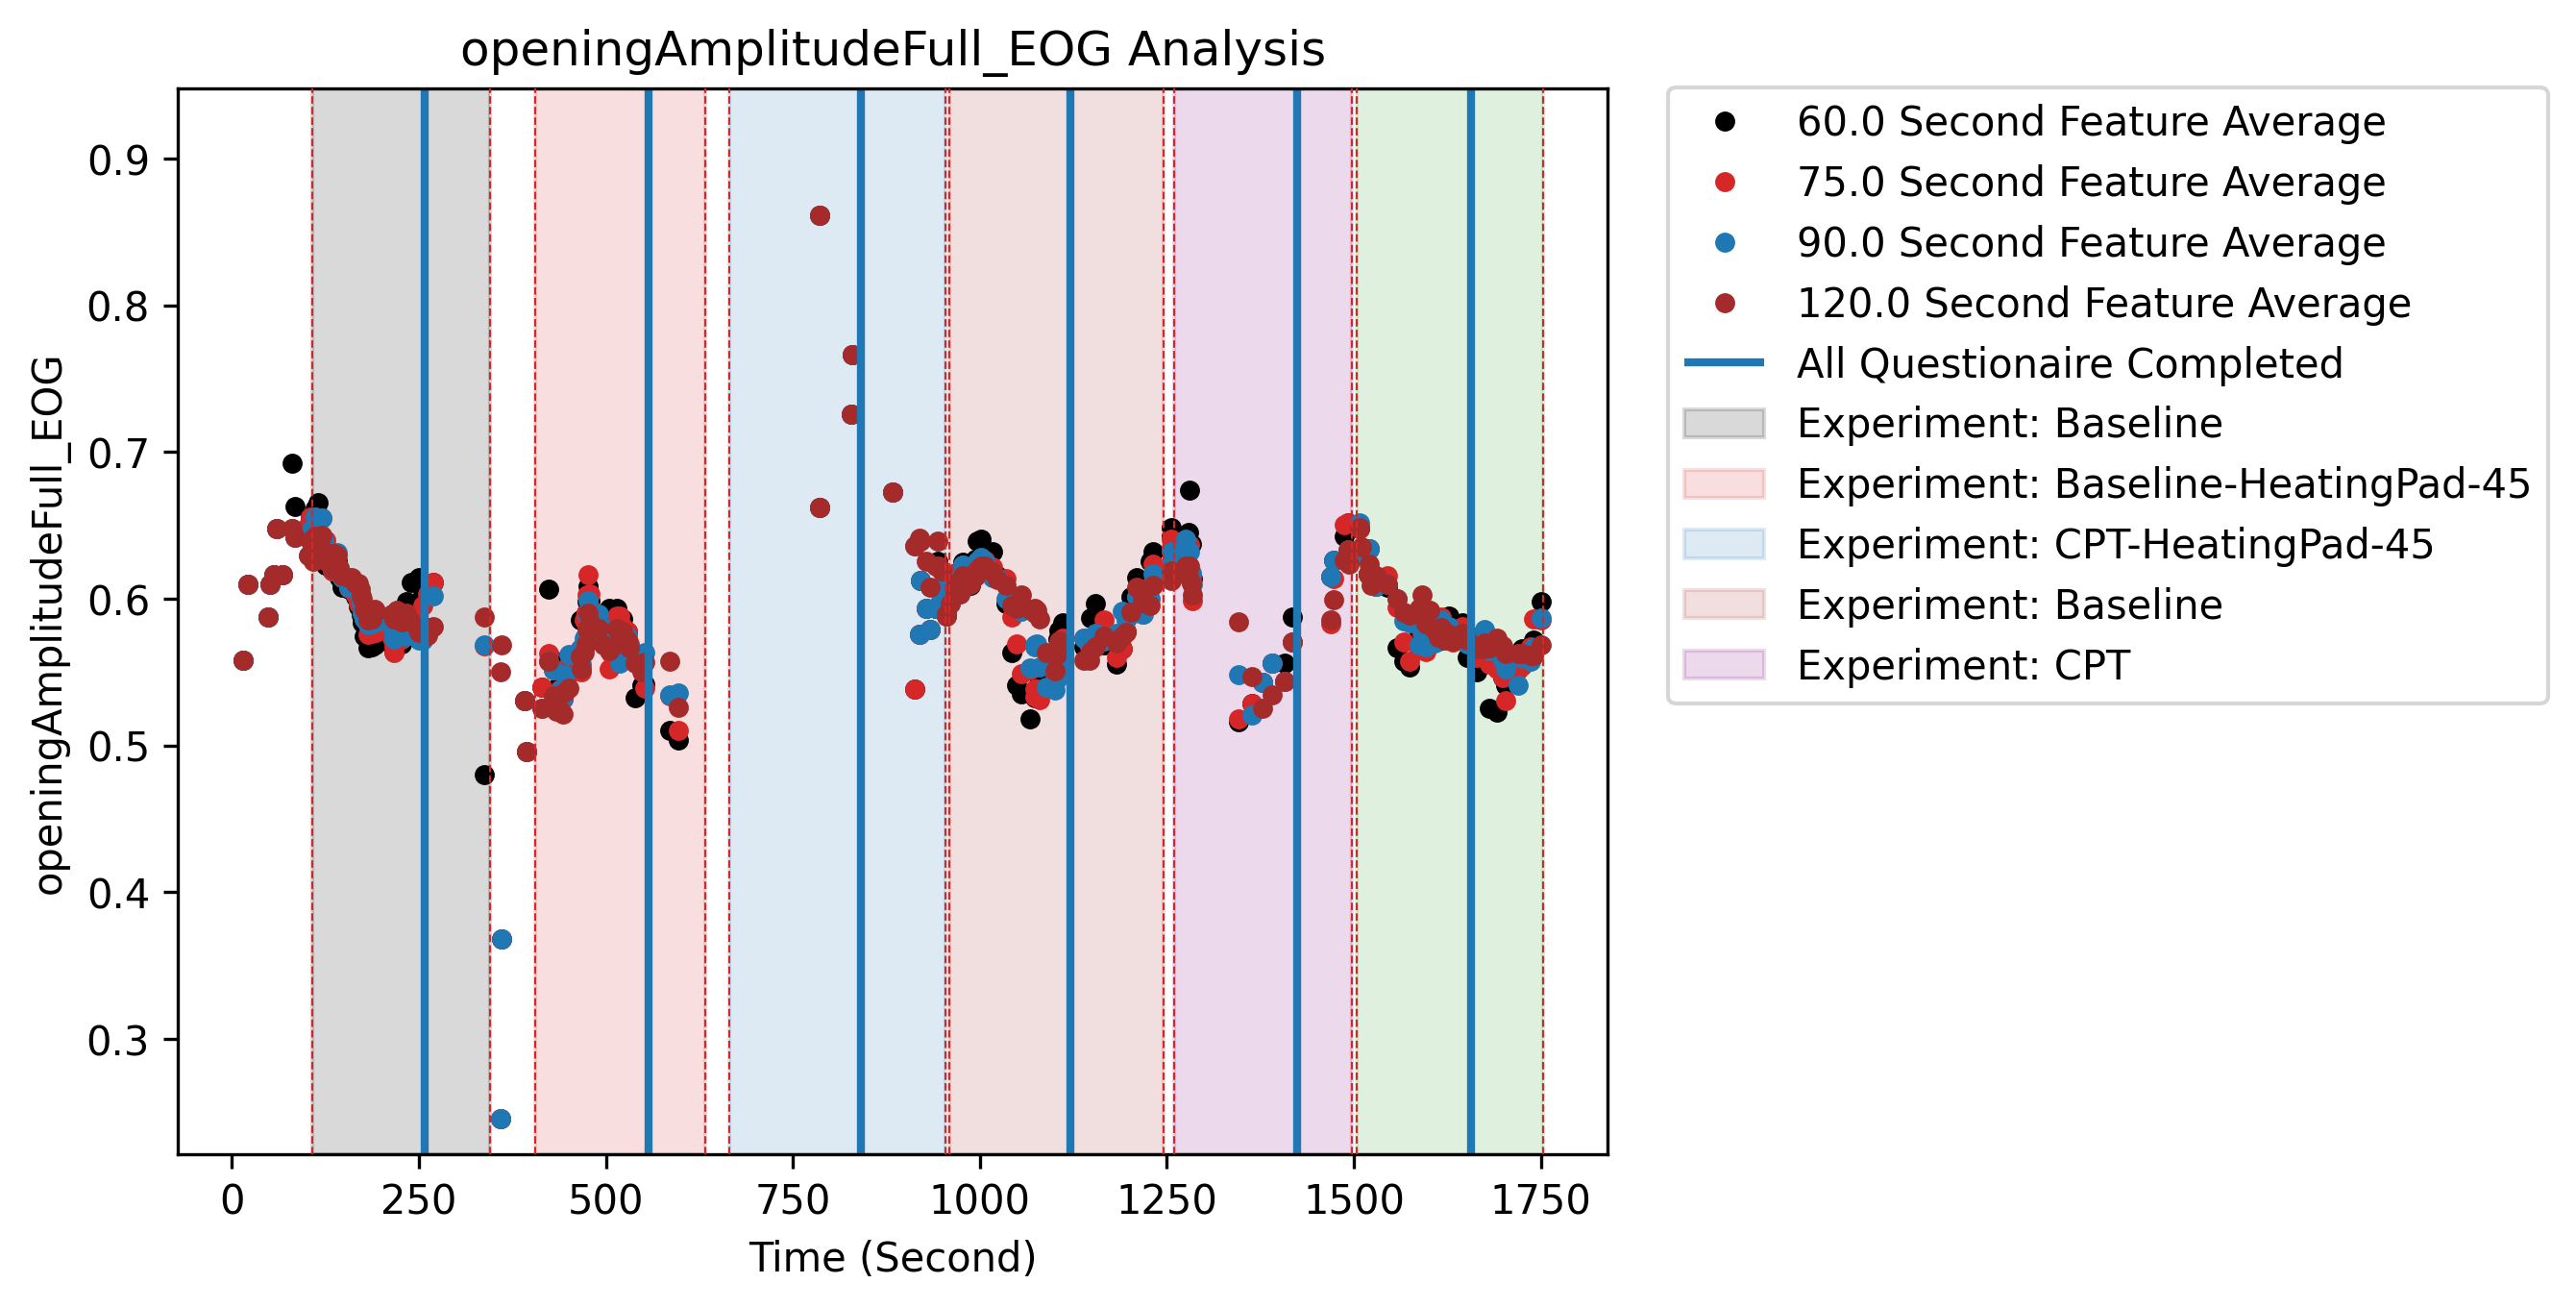 openingAmplitudeFull_EOG Analysis
openingAmplitudeFull_EOG
0.9
0.8
0.7
0.6
0.5
0.4
0.3
0
250
500
750
1000
1250
1500
1750
Time (Second)
60.0 Second Feature Average
75.0 Second Feature Average
90.0 Second Feature Average
120.0 Second Feature Average
All Questionaire Completed
Experiment: Baseline
Experiment: Baseline-HeatingPad-45
Experiment: CPT-HeatingPad-45
Experiment: Baseline
Experiment: CPT